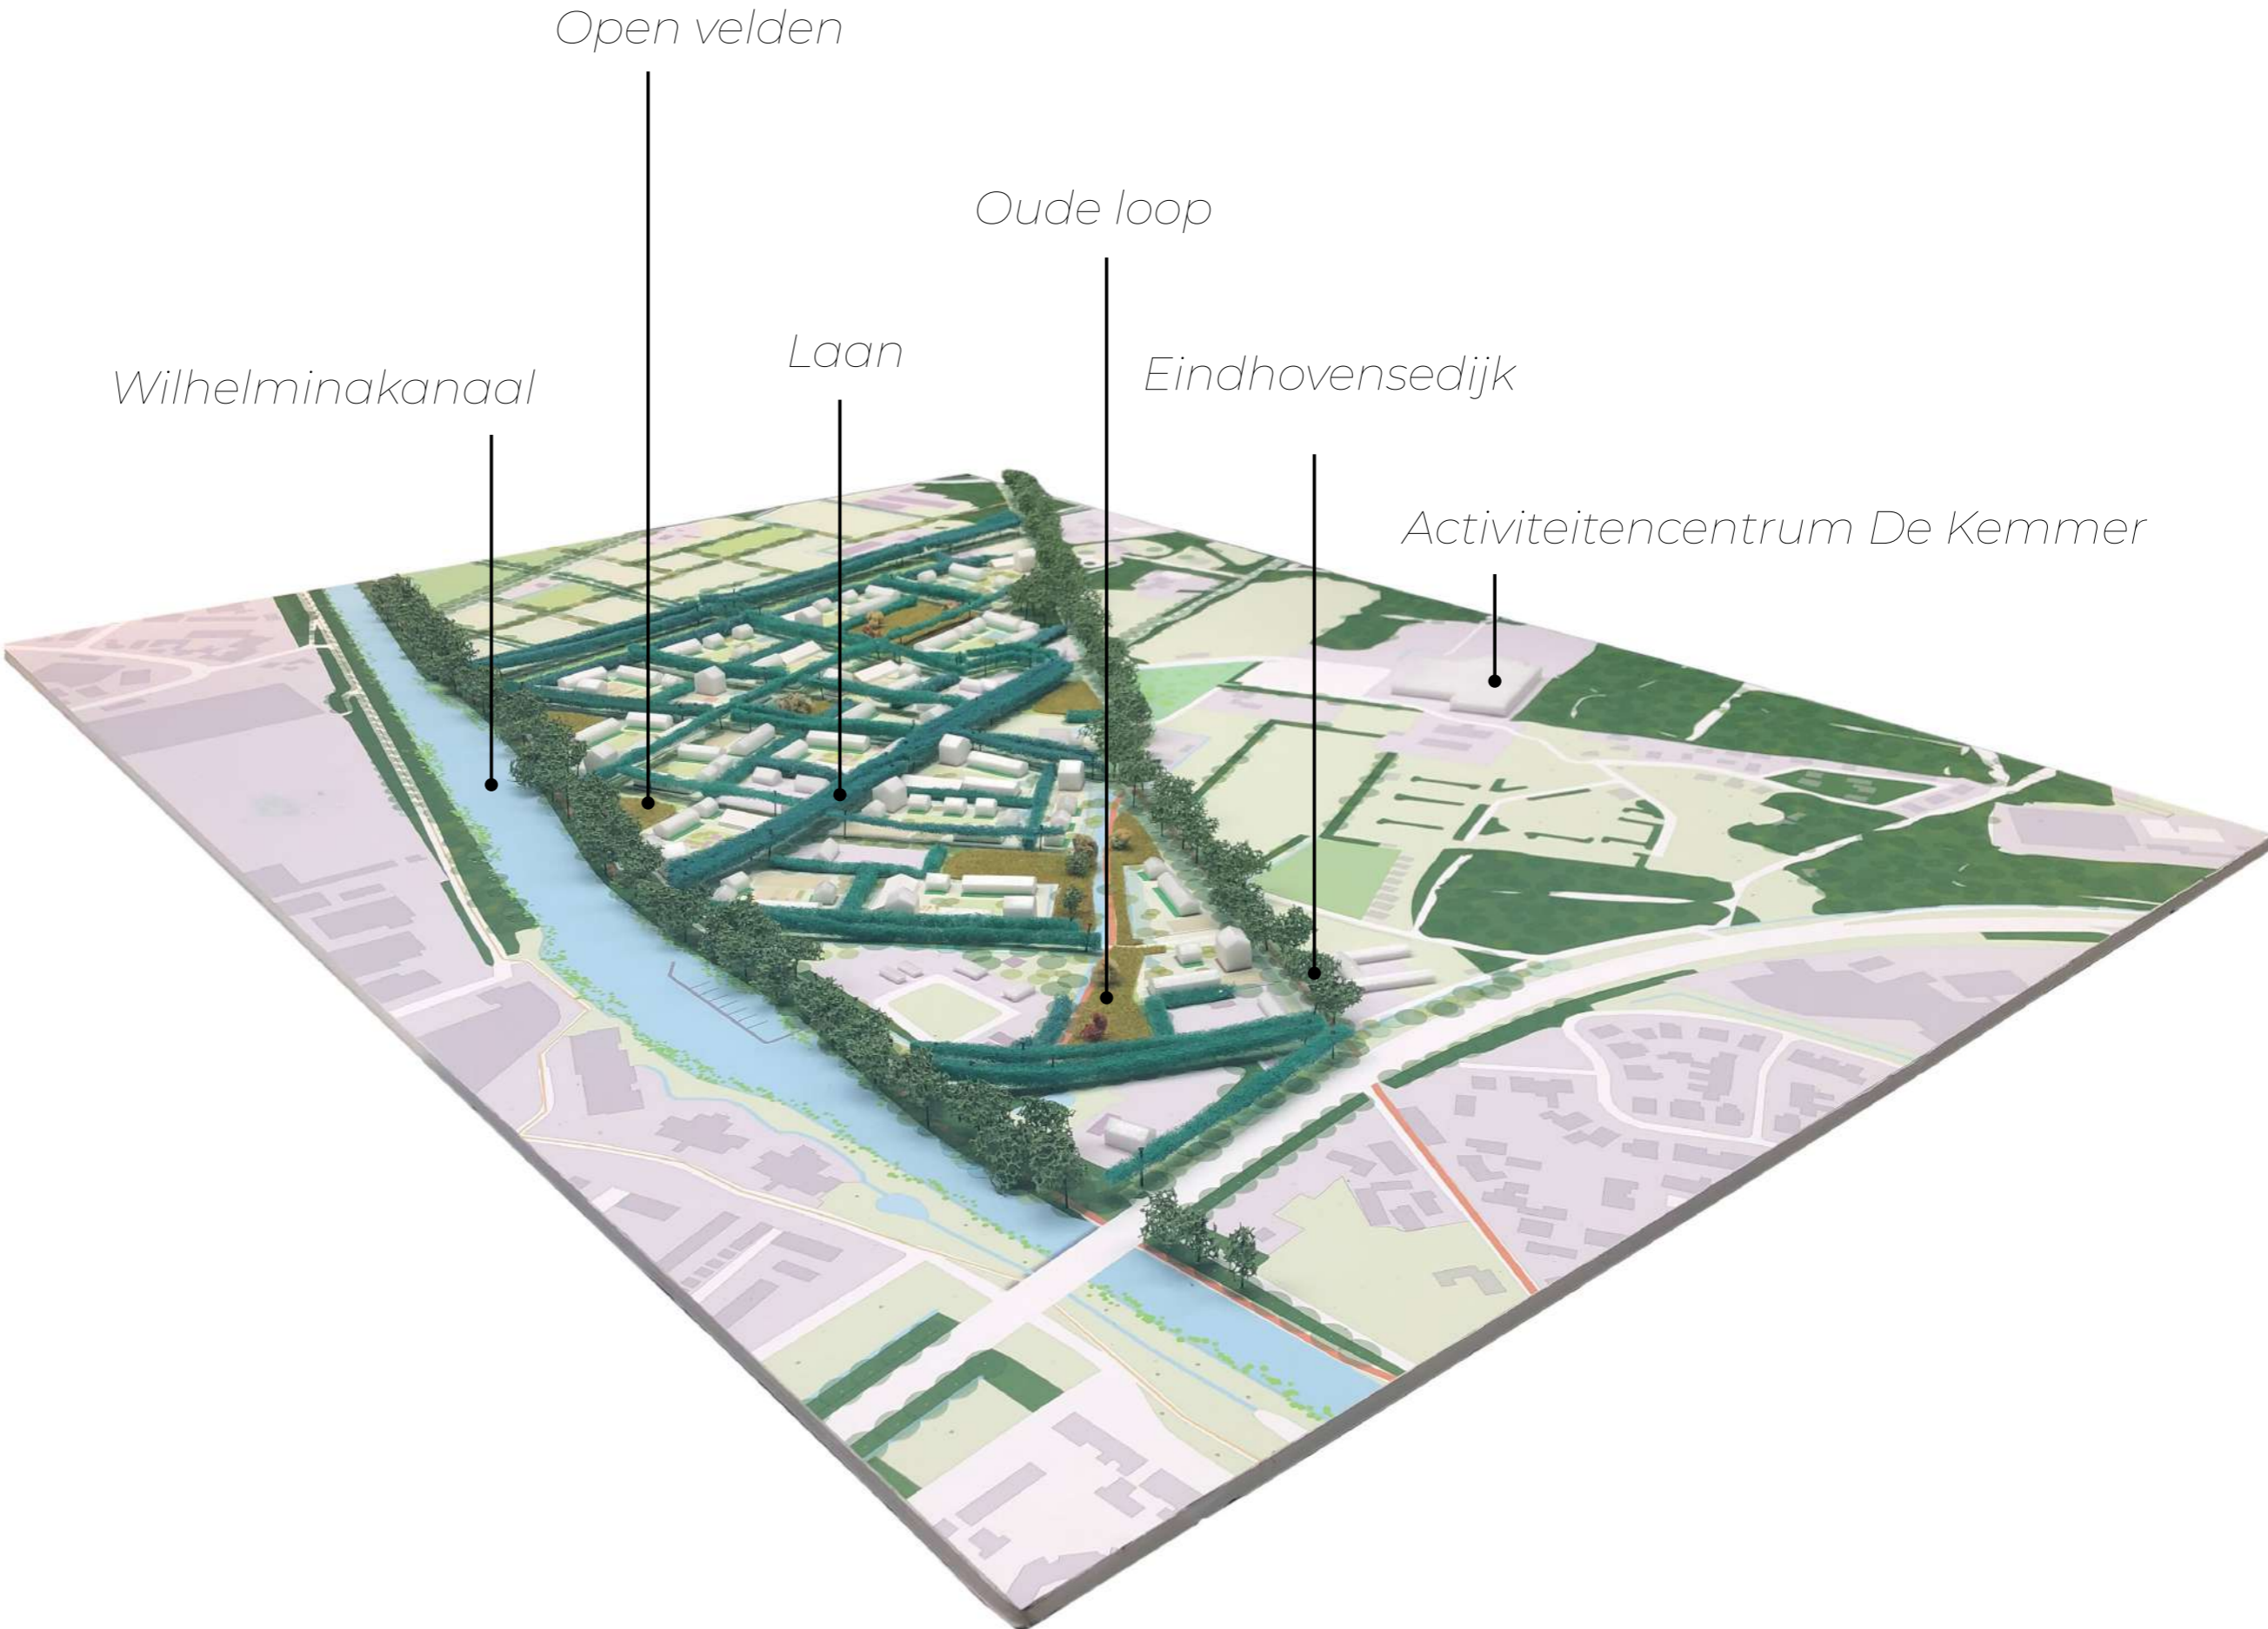 Open velden
Oude loop
Laan
Wilhelminakanaal
Eindhovensedijk
Activiteitencentrum De Kemmer